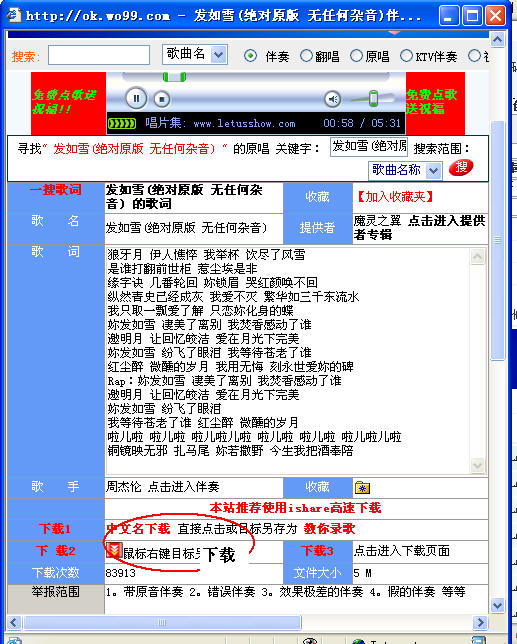 http://ok.wo99.com - 发如雪(绝对原版 无任何杂音)伴...
搜索: 歌曲名 伴奏 翻唱 原唱 KTV伴奏
免费点歌送祝福!!
免费点歌送祝福
唱片集: www.letusshow.com 00:58 / 05:31
寻找"发如雪(绝对原版 无任何杂音)"的原唱 关键字: 发如雪(绝对原 搜索范围:
歌曲名称 搜
一搜歌词 发如雪(绝对原版 无任何杂音)的歌词 收藏 【加入收藏夹】
歌 名 发如雪(绝对原版 无任何杂音) 提供者 魔灵之翼 点击进入提供者专辑
歌 词
狼牙月 伊人憔悴 我举杯 饮尽了风雪
是谁打翻前世柜 惹尘埃是非
缘字诀 几番轮回 妳锁眉 哭红颜唤不回
纵然青史已经成灰 我爱不灭 繁华如三千东流水
我只取一瓢爱了解 只恋妳化身的蝶
妳发如雪 凄美了离别 我焚香感动了谁
邀明月 让回忆皎洁 爱在月光下完美
妳发如雪 纷飞了眼泪 我等待苍老了谁
红尘醉 微醺的岁月 我用无悔 刻永世爱妳的碑
Rap：妳发如雪 凄美了离别 我焚香感动了谁
邀明月 让回忆皎洁 爱在月光下完美
妳发如雪 纷飞了眼泪
我等待苍老了谁 红尘醉 微醺的岁月
啦儿啦 啦儿啦 啦儿啦 啦儿啦 啦儿啦 啦儿啦儿啦
铜镜映无邪 扎马尾 妳若撒野 今生我把酒奉陪
歌 手 周杰伦 点击进入伴奏 收藏
本站推荐使用ishare高速下载
下载1 中文名下载 直接点击或目标另存为 教你录歌
下载2 鼠标右键目标另 下载 下载3 点击进入下载页面
下载次数 83913 文件大小 5 M
举报范围 1。带原音伴奏 2。错误伴奏 3。效果极差的伴奏 4。假的伴奏 等等